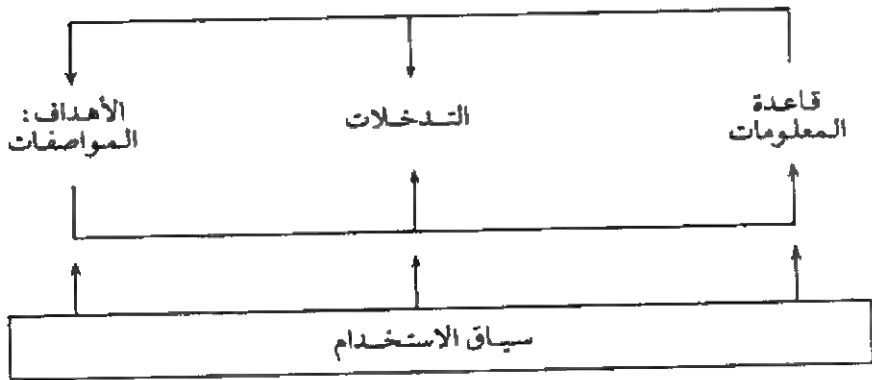 قاعدة
المعلومات
التدخلات
الأهداف:
المواصفات
سياق الاستخدام